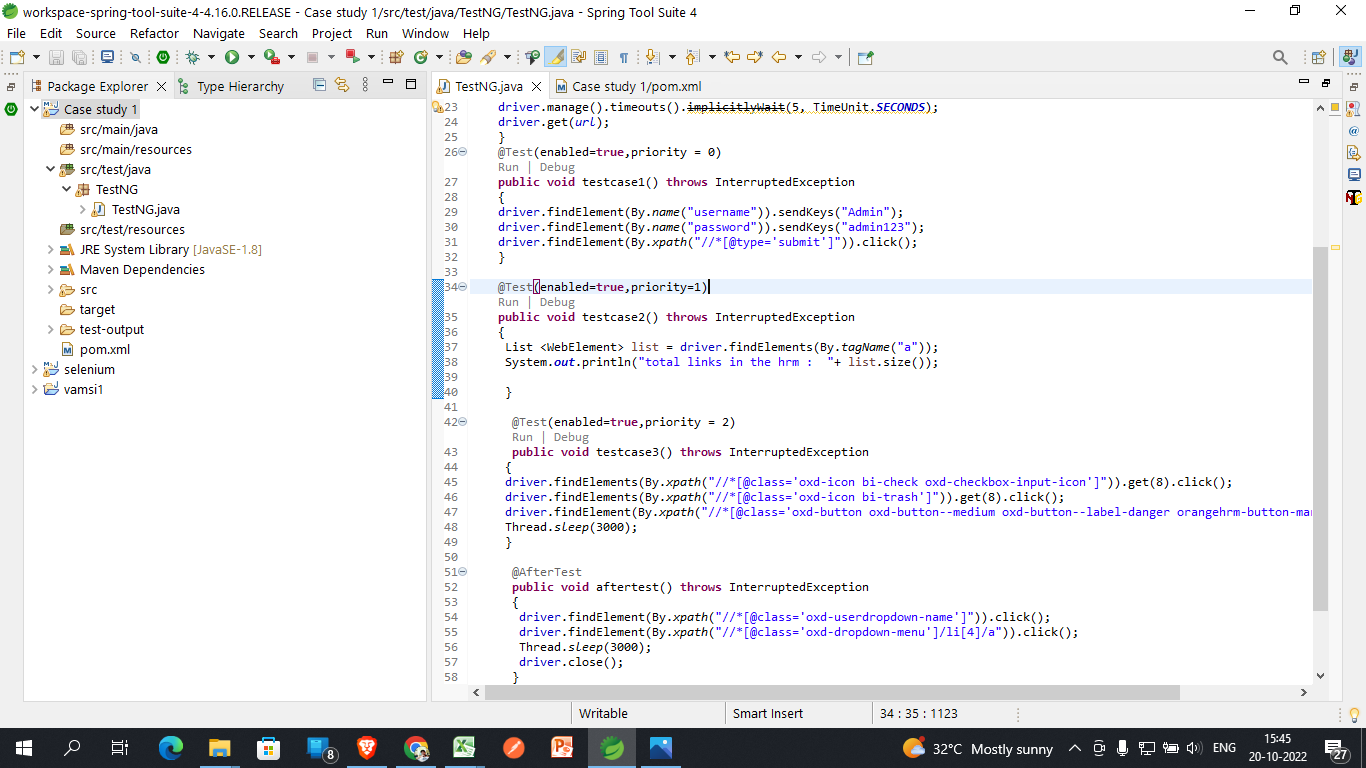 workspace-spring-tool-suite-4-4.16.0.RELEASE - Case study 1/src/test/java/TestNG/TestNG.java - Spring Tool Suite 4
File Edit Source Refactor Navigate Search Project Run Window Help
Package Explorer Type Hierarchy
TestNG.java Case study 1/pom.xml
Case study 1
src/main/java
src/main/resources
src/test/java
TestNG
TestNG.java
src/test/resources
JRE System Library [JavaSE-1.8]
Maven Dependencies
src
target
test-output
pom.xml
selenium
vamsi1
23 driver.manage().timeouts().implicitlyWait(5, TimeUnit.SECONDS);
24 driver.get(url);
25 }
26 @Test(enabled=true,priority = 0)
Run | Debug
27 public void testcase1() throws InterruptedException
28 {
29 driver.findElement(By.name("username")).sendKeys("Admin");
30 driver.findElement(By.name("password")).sendKeys("admin123");
31 driver.findElement(By.xpath("//*[@type='submit']")).click();
32 }
33
34 @Test(enabled=true,priority=1)
Run | Debug
35 public void testcase2() throws InterruptedException
36 {
37 List <WebElement> list = driver.findElements(By.tagName("a"));
38 System.out.println("total links in the hrm :  "+ list.size());
39
40 }
41
42 @Test(enabled=true,priority = 2)
Run | Debug
43 public void testcase3() throws InterruptedException
44 {
45 driver.findElements(By.xpath("//*[@class='oxd-icon bi-check oxd-checkbox-input-icon']")).get(8).click();
46 driver.findElements(By.xpath("//*[@class='oxd-icon bi-trash']")).get(8).click();
47 driver.findElement(By.xpath("//*[@class='oxd-button oxd-button--medium oxd-button--label-danger orangehrm-button-mar
48 Thread.sleep(3000);
49 }
50
51 @AfterTest
52 public void aftertest() throws InterruptedException
53 {
54 driver.findElement(By.xpath("//*[@class='oxd-userdropdown-name']")).click();
55 driver.findElement(By.xpath("//*[@class='oxd-dropdown-menu']/li[4]/a")).click();
56 Thread.sleep(3000);
57 driver.close();
58 }
Writable Smart Insert 34 : 35 : 1123
8
32°C Mostly sunny ENG 15:45
20-10-2022 27